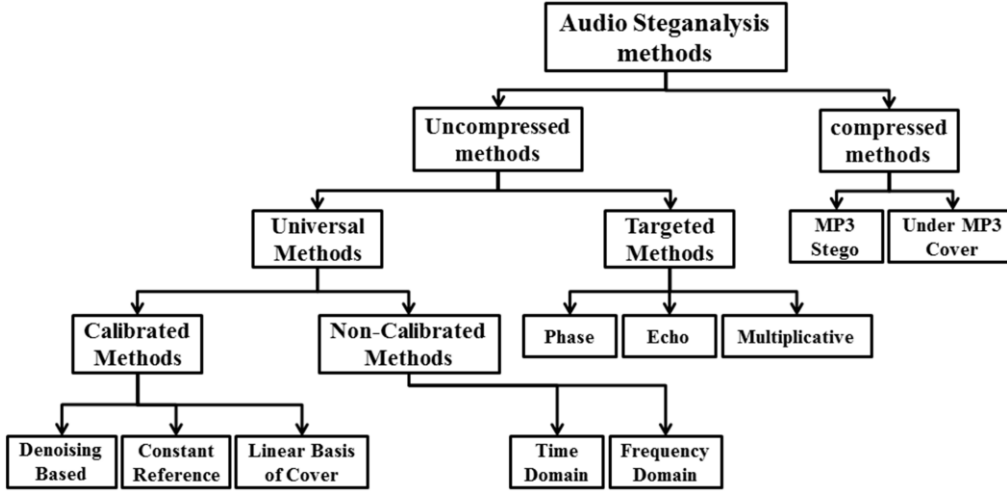 Audio Steganalysis
methods
Uncompressed
methods
compressed
methods
Universal
Methods
Targeted
Methods
MP3
Stego
Under MP3
Cover
Calibrated
Methods
Non-Calibrated
Methods
Phase
Echo
Multiplicative
Denoising
Based
Constant
Reference
Linear Basis
of Cover
Time
Domain
Frequency
Domain